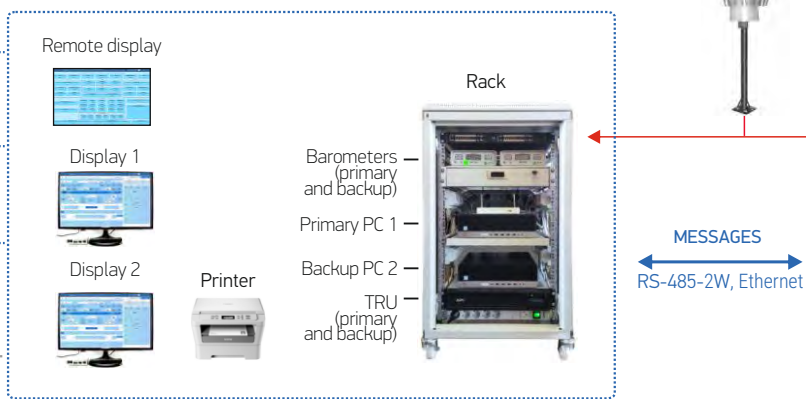 Remote display
Display 1
Display 2
Printer
Rack
Barometers
(primary
and backup)
Primary PC 1
Backup PC 2
TRU
(primary
and backup)
MESSAGES
RS-485-2W, Ethernet